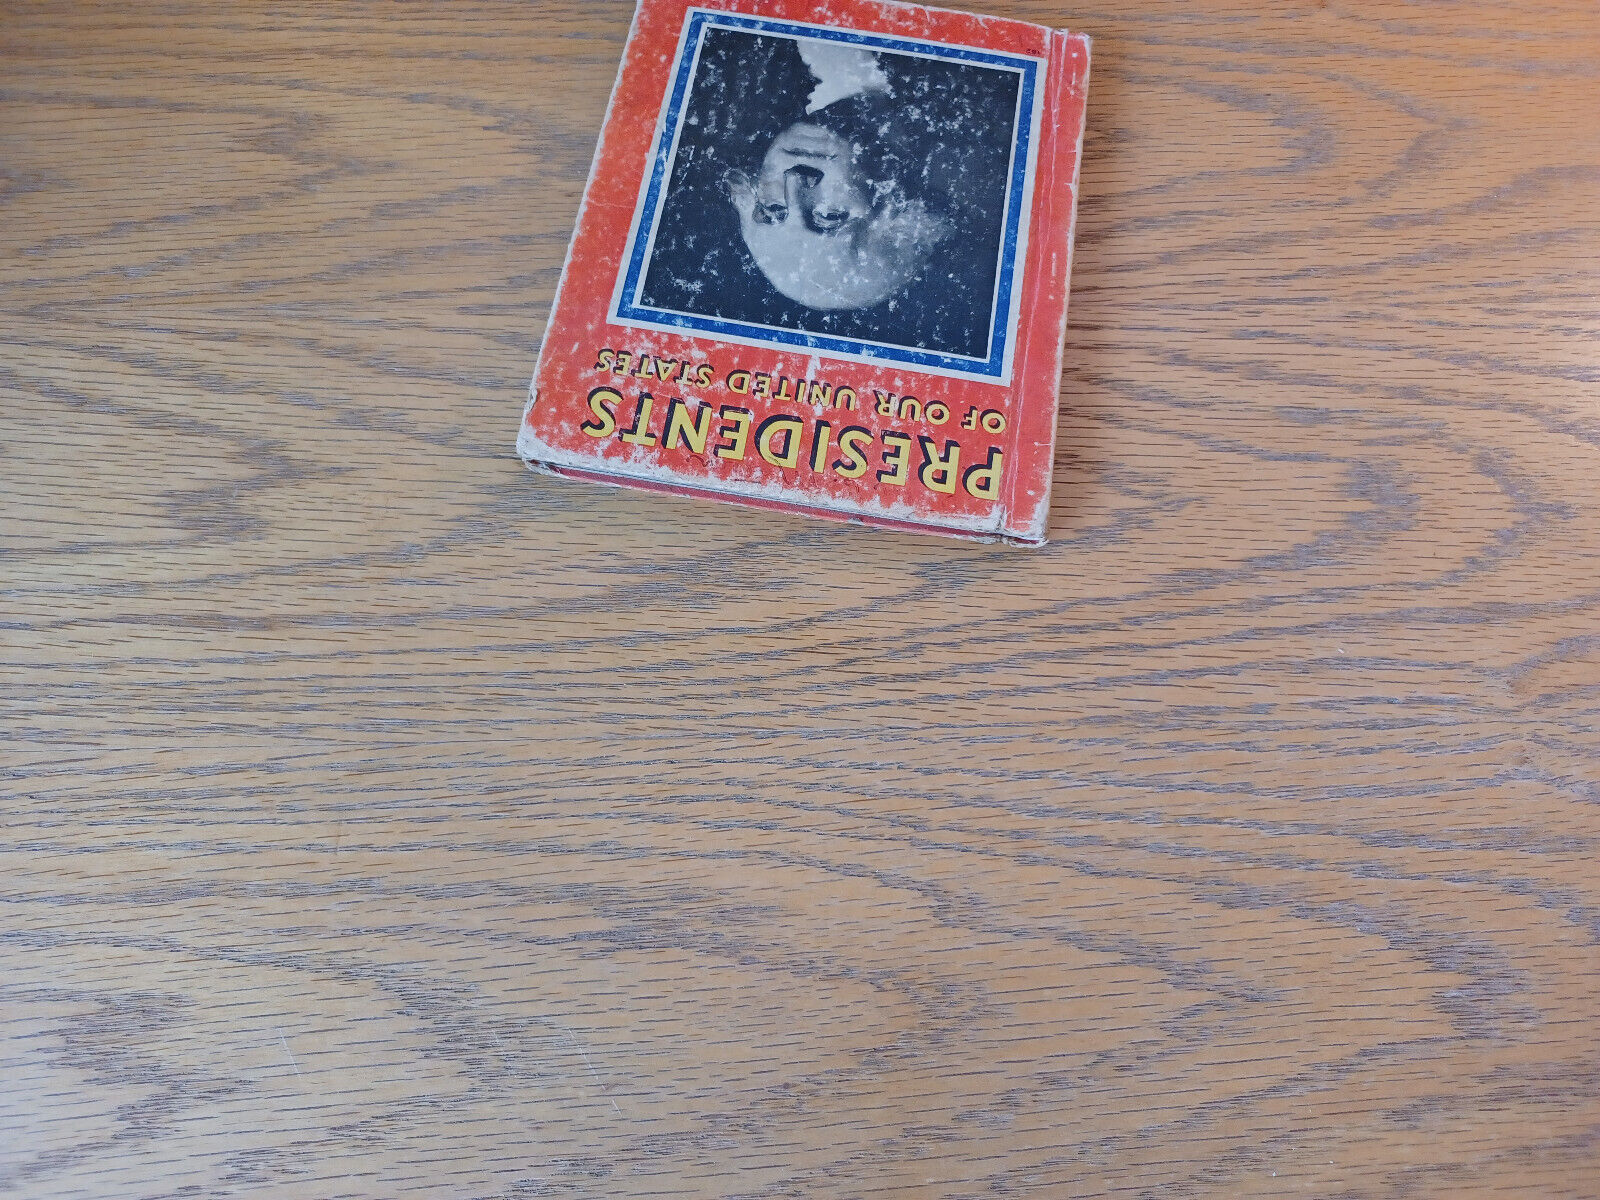 PRESIDENTS
OF OUR UNITED STATES